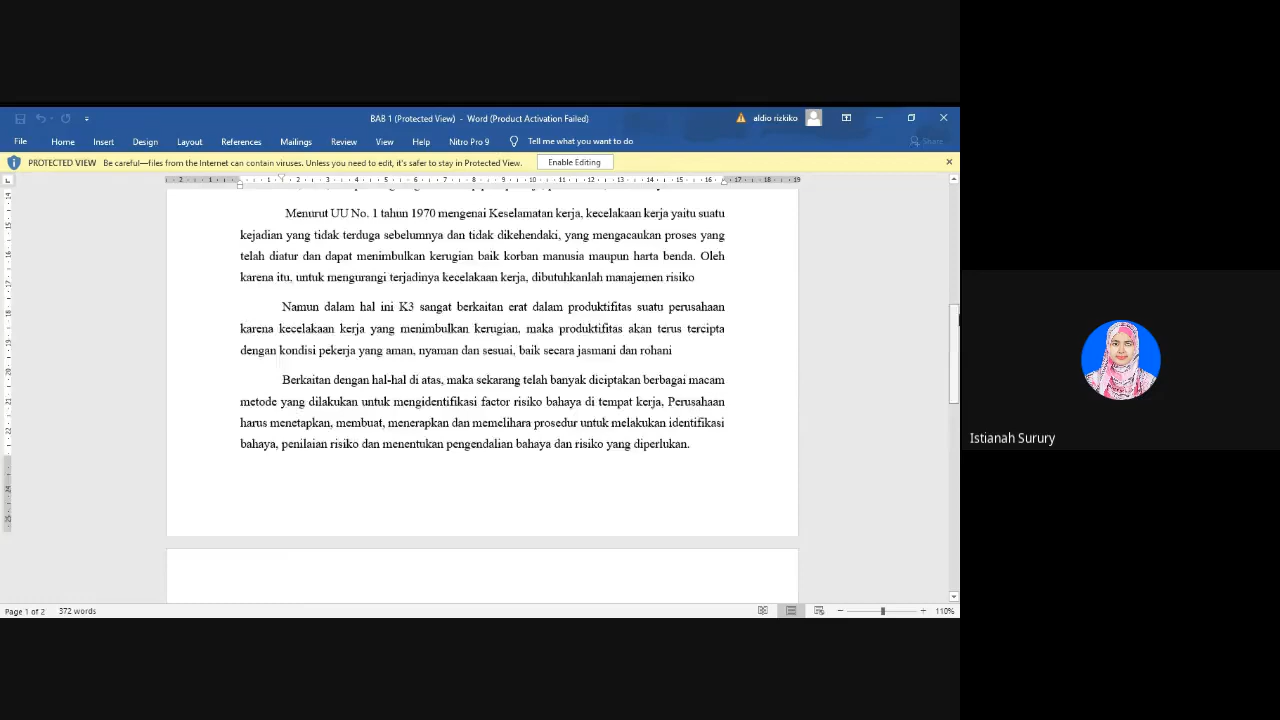 BAB 1 (Protected View) - Word (Product Activation Failed)
aldio rizkiko
File Home Insert Design Layout References Mailings Review View Help Nitro Pro 9 Tell me what you want to do Share
PROTECTED VIEW Be careful—files from the Internet can contain viruses. Unless you need to edit, it's safer to stay in Protected View. Enable Editing
Menurut UU No. 1 tahun 1970 mengenai Keselamatan kerja, kecelakaan kerja yaitu suatu
kejadian yang tidak terduga sebelumnya dan tidak dikehendaki, yang mengacaukan proses yang
telah diatur dan dapat menimbulkan kerugian baik korban manusia maupun harta benda. Oleh
karena itu, untuk mengurangi terjadinya kecelakaan kerja, dibutuhkanlah manajemen risiko
Namun dalam hal ini K3 sangat berkaitan erat dalam produktifitas suatu perusahaan
karena kecelakaan kerja yang menimbulkan kerugian, maka produktifitas akan terus tercipta
dengan kondisi pekerja yang aman, nyaman dan sesuai, baik secara jasmani dan rohani
Berkaitan dengan hal-hal di atas, maka sekarang telah banyak diciptakan berbagai macam
metode yang dilakukan untuk mengidentifikasi factor risiko bahaya di tempat kerja, Perusahaan
harus menetapkan, membuat, menerapkan dan memelihara prosedur untuk melakukan identifikasi
bahaya, penilaian risiko dan menentukan pengendalian bahaya dan risiko yang diperlukan.
Istianah Surury
Page 1 of 2 372 words 110%